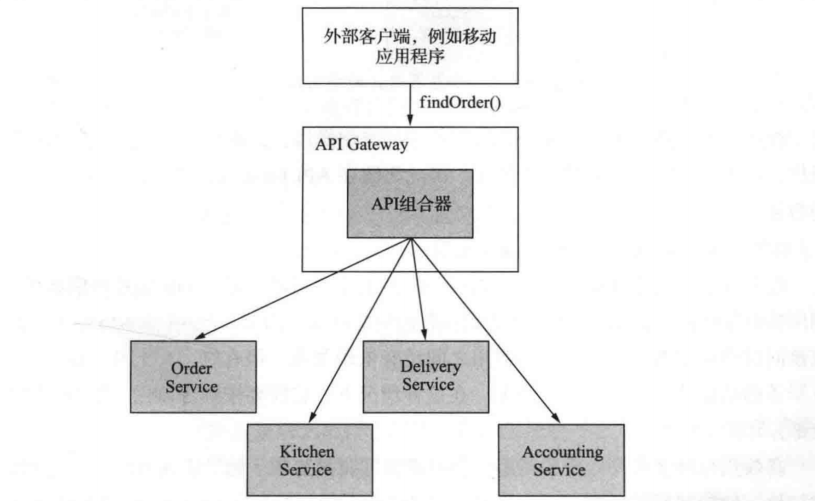 外部客户端，例如移动
应用程序
findOrder()
API Gateway
API组合器
Order
Service
Delivery
Service
Kitchen
Service
Accounting
Service